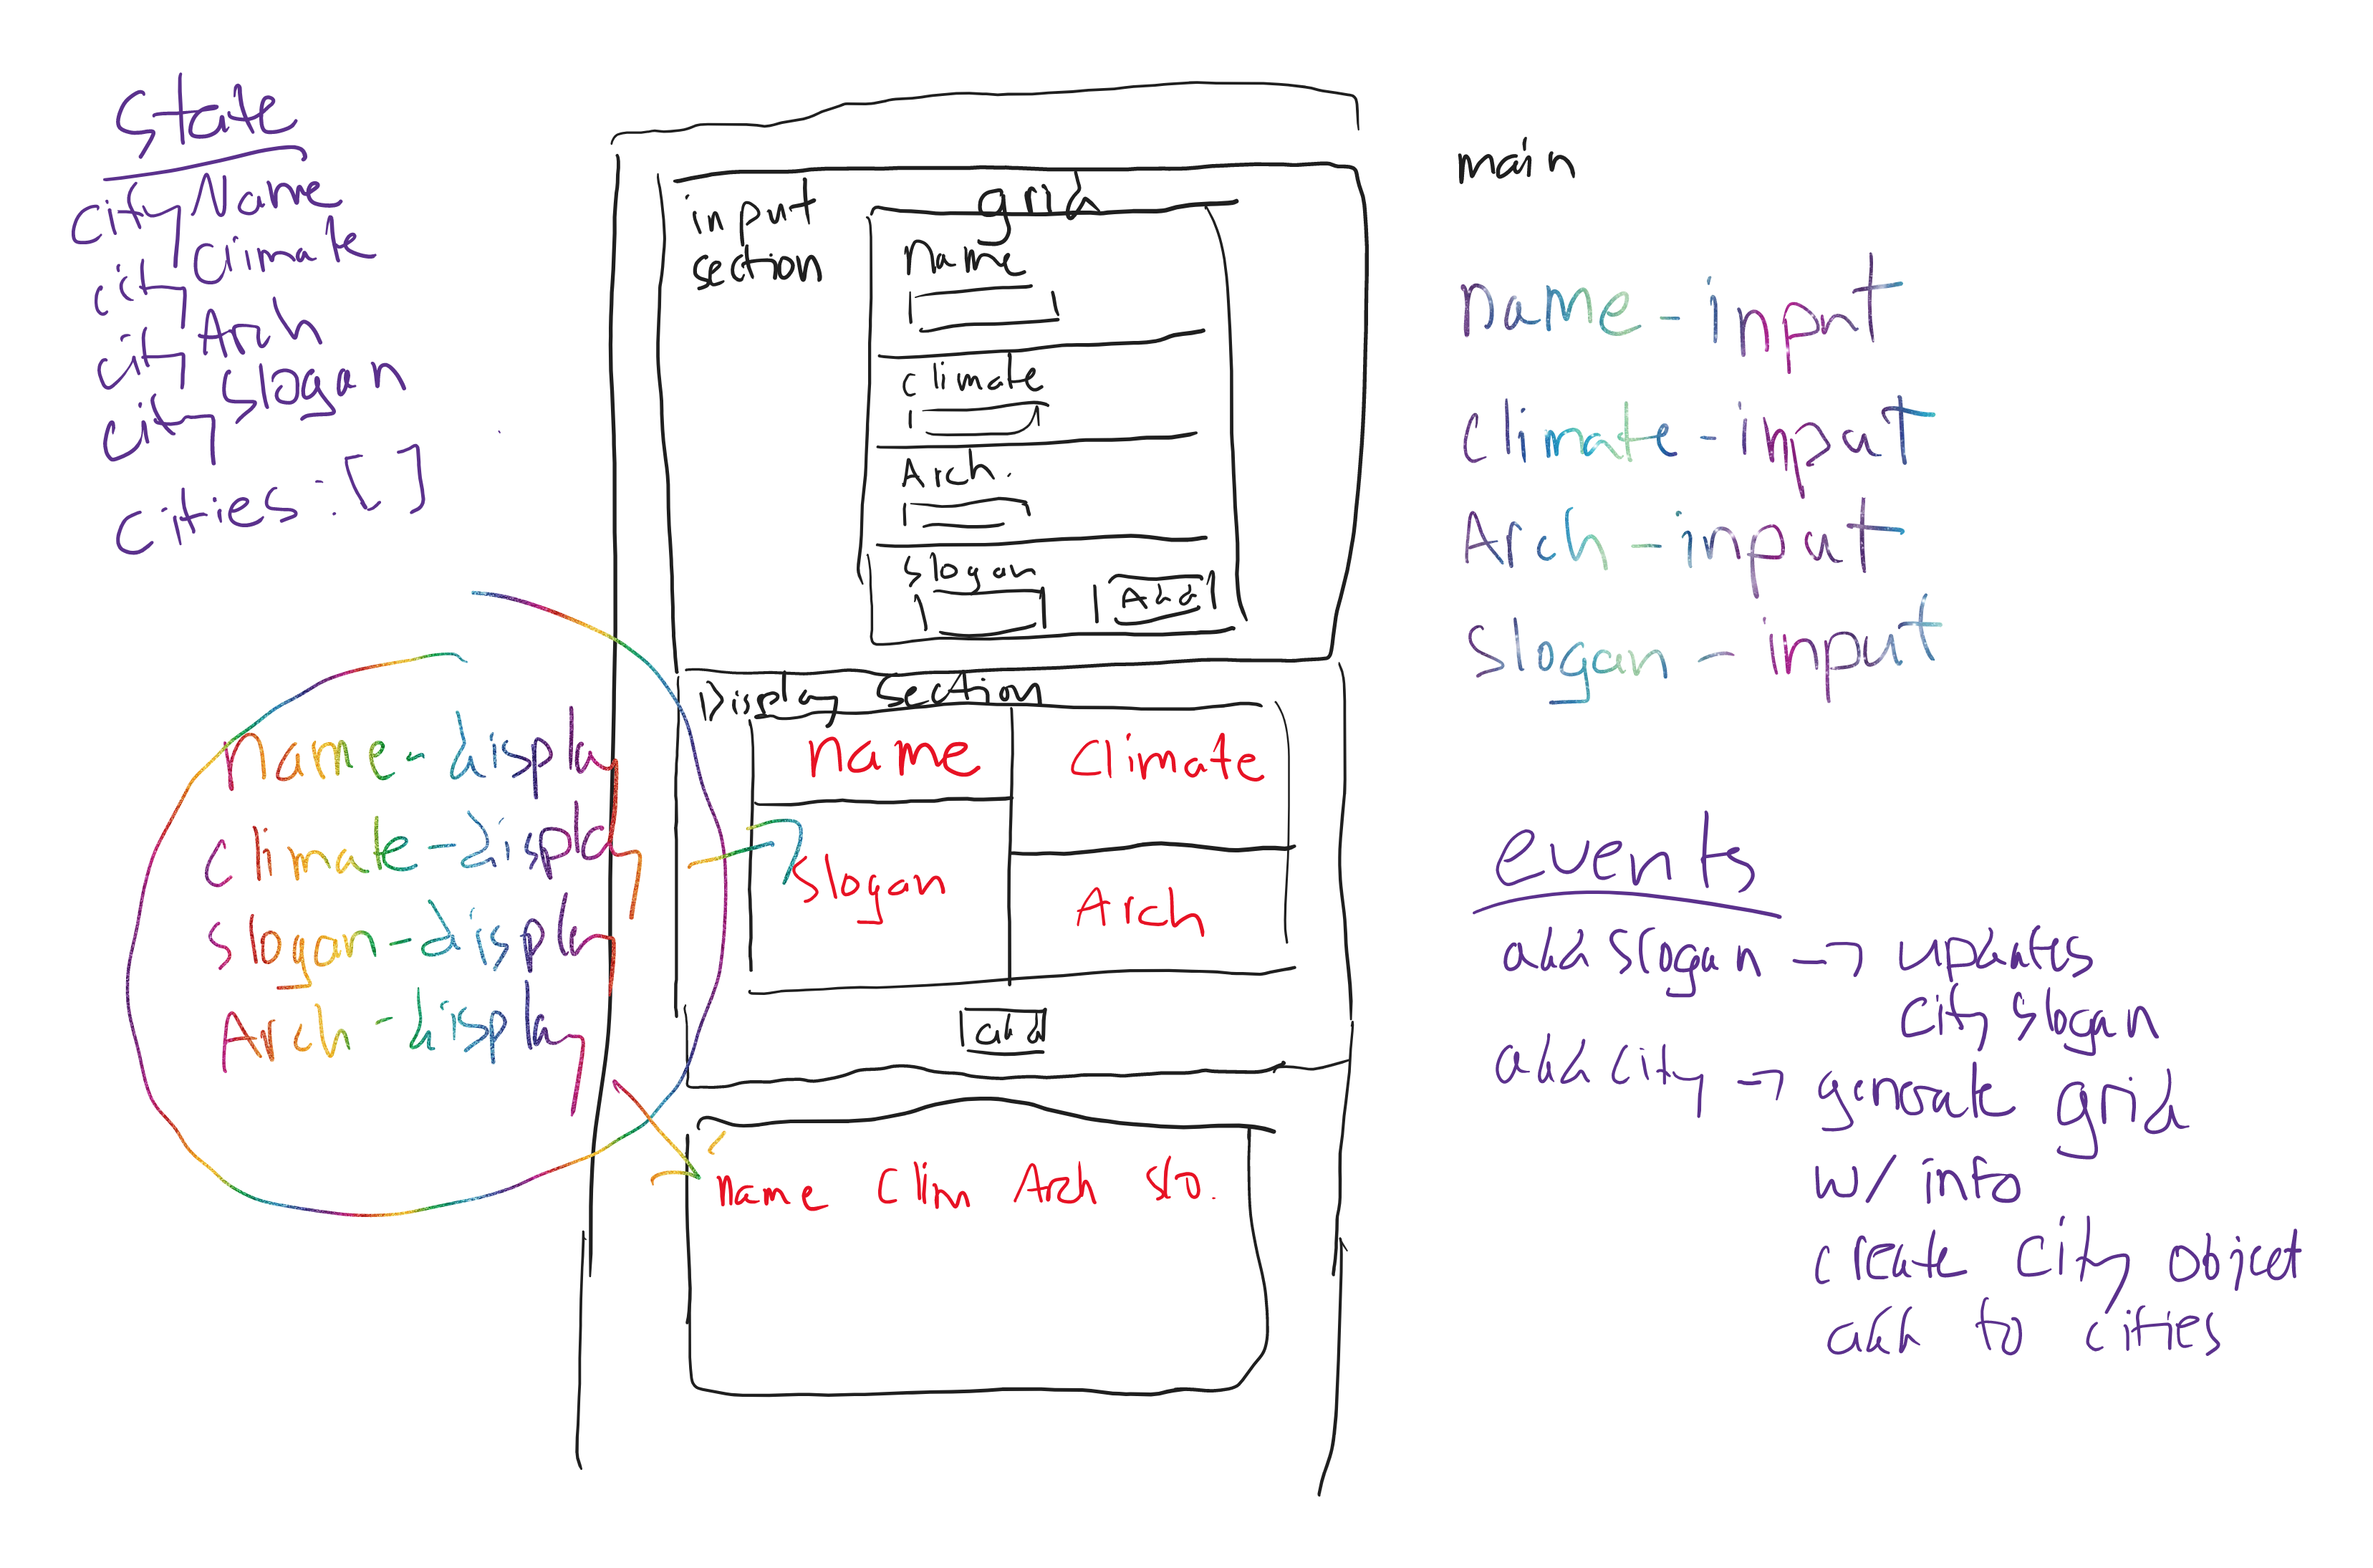 State
cityName
cityClimate
cityArch
citySlogan
cities: [ ]
name-display
climate-display
slogan-display
Arch-display
input
section
grid
name
climate
Arch.
slogan
Add
Display section
name
Climate
slogan
Arch
add
name Clim Arch slo.
main
name-input
climate-input
Arch-input
slogan-input
events
add slogan → updates
city slogan
add city → generate grid
w/ info
create city object
add to cities